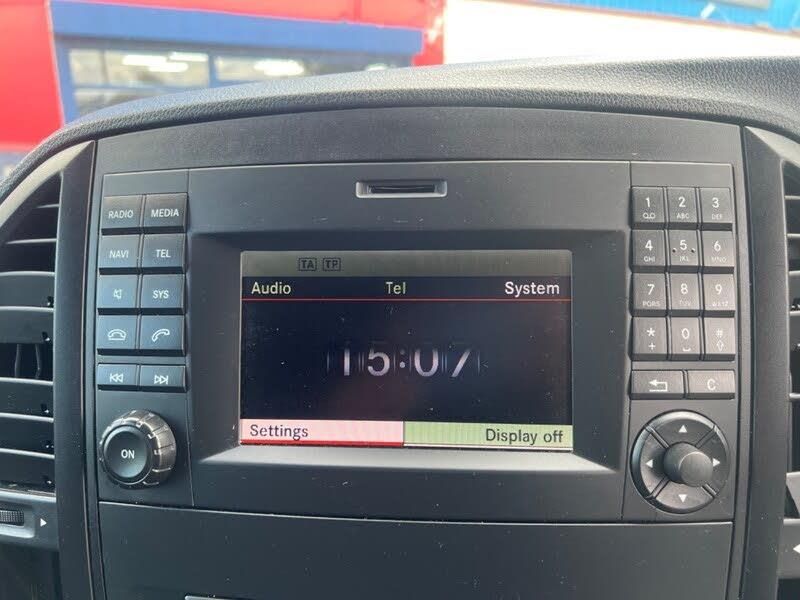 RADIO MEDIA
NAVI TEL
SYS
ON
TA TP
Audio Tel System
15:07
Settings Display off
1 2 ABC 3 DEF
4 GHI 5 JKL 6 MNO
7 PQRS 8 TUV 9 WXYZ
* + 0 # 
C